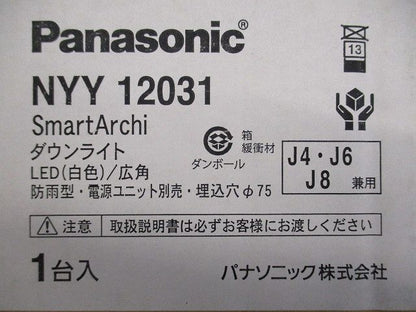 Panasonic®
13
NYY 12031
SmartArchi
ダウンライト
LED(白色)/広角
防雨型・電源ユニット別売・埋込穴φ75
箱
緩衝材
ダンボール
J4・J6
J8 兼用
注意 取扱説明書は必ずお客様にお渡しください
1台入
パナソニック株式会社